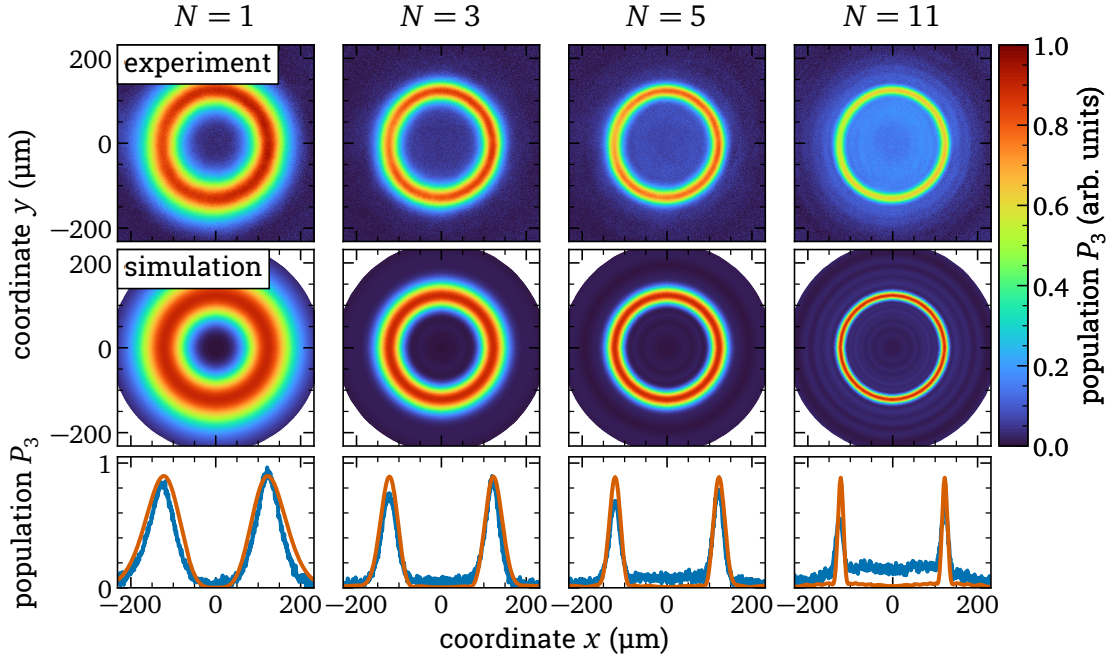 N = 1 N = 3 N = 5 N = 11
experiment
200
0
−200
coordinate y (µm)
simulation
200
0
−200
population P₃
1
0
−200 0 200 −200 0 200 −200 0 200 −200 0 200
coordinate x (µm)
1.0
0.8
0.6
0.4
0.2
0.0
population P₃ (arb. units)